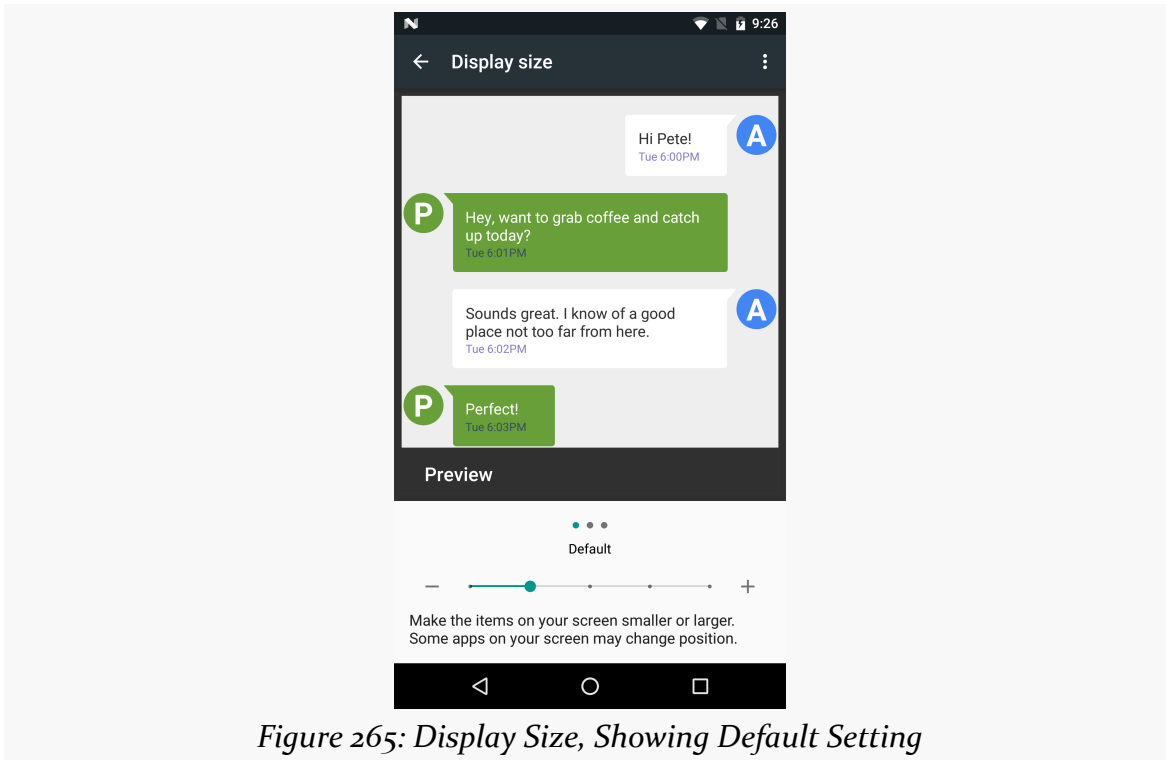 9:26
Display size
Hi Pete!
Tue 6:00PM
A
P
Hey, want to grab coffee and catch
up today?
Tue 6:01PM
Sounds great. I know of a good
place not too far from here.
Tue 6:02PM
A
P
Perfect!
Tue 6:03PM
Preview
Default
Make the items on your screen smaller or larger.
Some apps on your screen may change position.
Figure 265: Display Size, Showing Default Setting